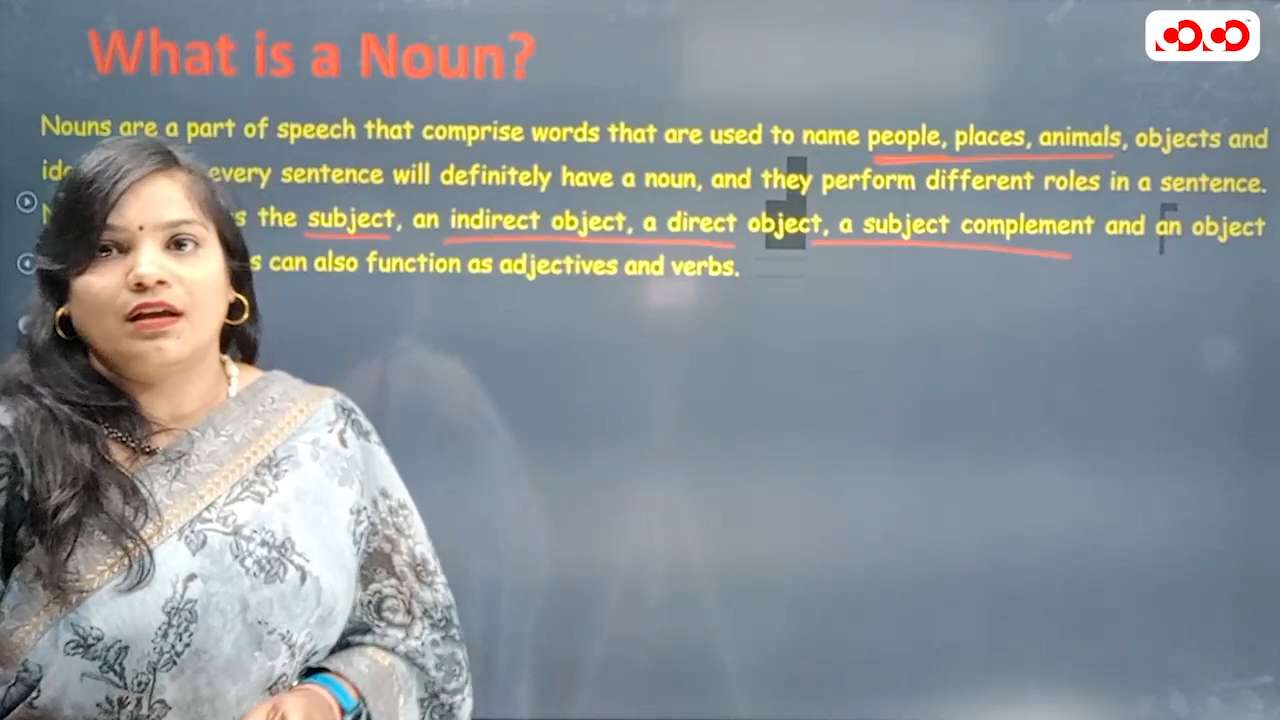 What is a Noun?
Nouns are a part of speech that comprise words that are used to name people, places, animals, objects and
every sentence will definitely have a noun, and they perform different roles in a sentence.
the subject, an indirect object, a direct object, a subject complement and an object
can also function as adjectives and verbs.